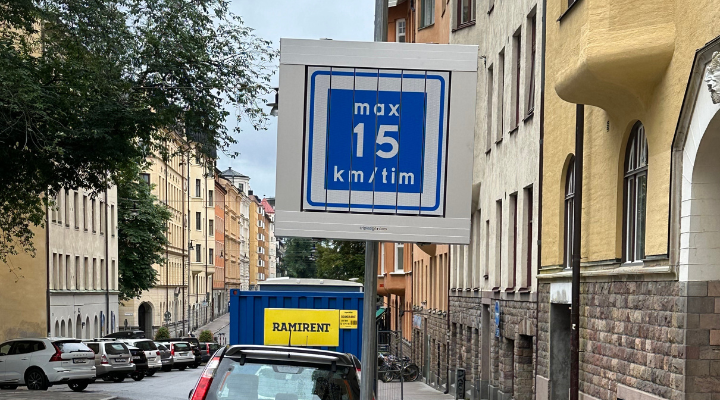 max
15
km/tim
RAMIRENT